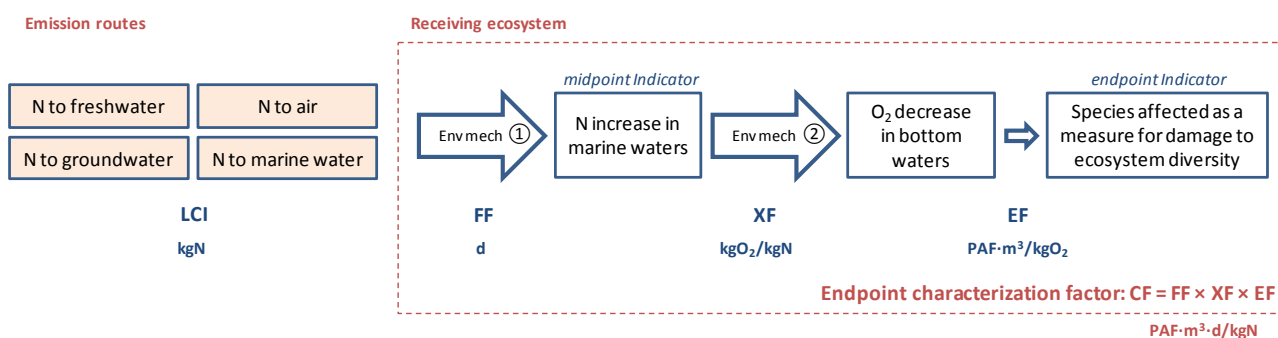 Emission routes
Receiving ecosystem
midpoint Indicator
endpoint Indicator
N to freshwater
N to air
N to groundwater
N to marine water
Env mech ①
N increase in
marine waters
Env mech ②
O₂ decrease
in bottom
waters
Species affected as a
measure for damage to
ecosystem diversity
LCI
FF
XF
EF
kgN
d
kgO₂/kgN
PAF·m³/kgO₂
Endpoint characterization factor: CF = FF × XF × EF
PAF·m³·d/kgN